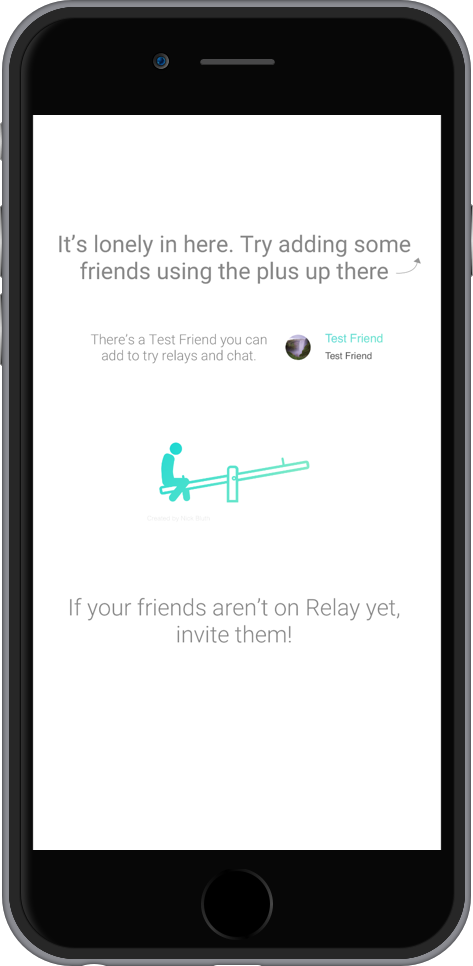 It's lonely in here. Try adding some
friends using the plus up there
There's a Test Friend you can
add to try relays and chat.
Test Friend
Test Friend
If your friends aren't on Relay yet,
invite them!